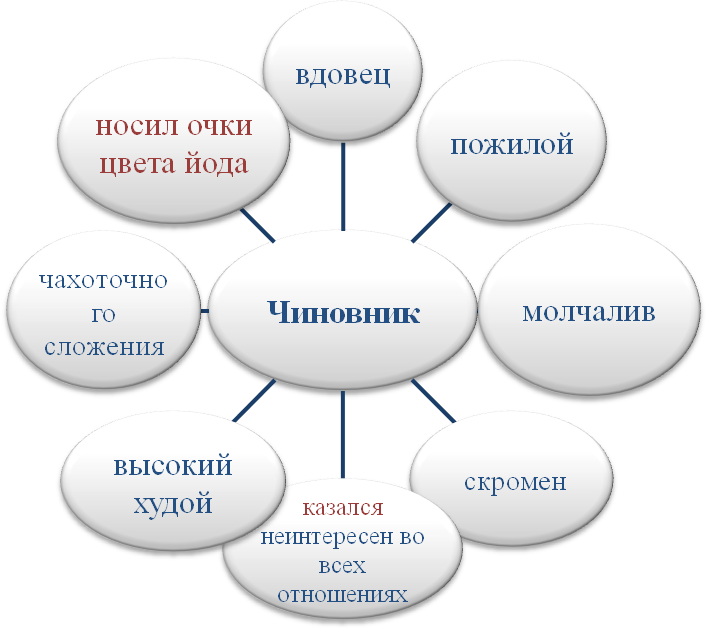 вдовец
пожилой
молчалив
скромен
казался
неинтересен во
всех
отношениях
высокий
худой
чахоточно
го
сложения
носил очки
цвета йода
Чиновник